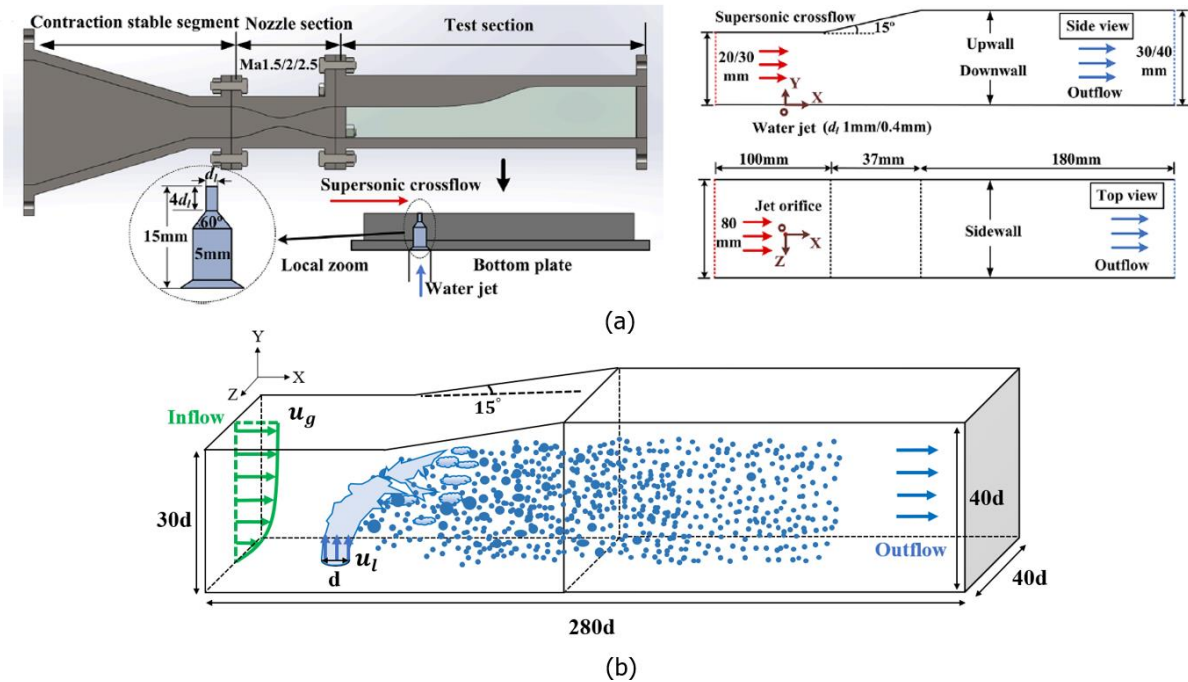 Contraction stable segment
Nozzle section
Test section
Ma1.5/2/2.5
dₗ
4dₗ
60°
15mm
5mm
Local zoom
Supersonic crossflow
Bottom plate
Water jet
Supersonic crossflow
15°
Side view
20/30
mm
Upwall
Downwall
30/40
mm
Y
X
Outflow
Water jet (dₗ 1mm/0.4mm)
100mm
37mm
180mm
Top view
Jet orifice
80
mm
X
Z
Sidewall
Outflow
(a)
Y
X
Z
Inflow
u_g
15°
30d
u_l
d
40d
Outflow
40d
280d
(b)